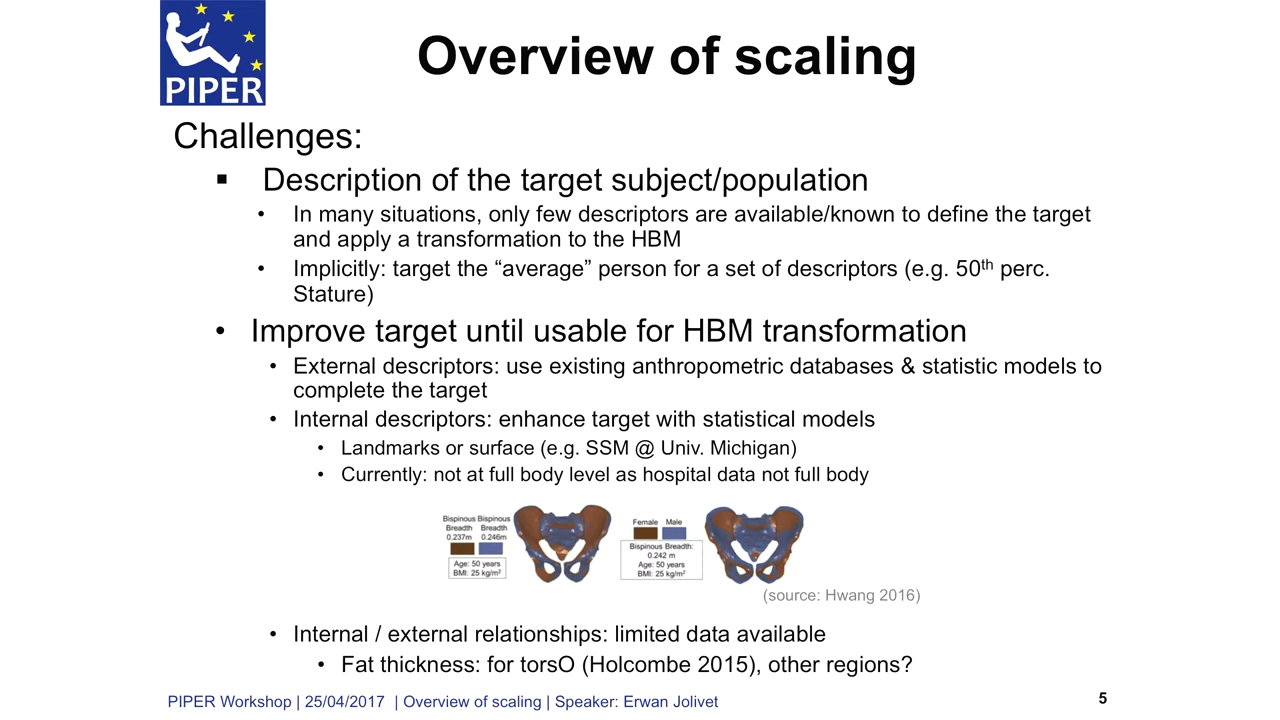 PIPER
Overview of scaling
Challenges:
▪ Description of the target subject/population
• In many situations, only few descriptors are available/known to define the target
and apply a transformation to the HBM
• Implicitly: target the “average” person for a set of descriptors (e.g. 50th perc.
Stature)
• Improve target until usable for HBM transformation
• External descriptors: use existing anthropometric databases & statistic models to
complete the target
• Internal descriptors: enhance target with statistical models
• Landmarks or surface (e.g. SSM @ Univ. Michigan)
• Currently: not at full body level as hospital data not full body
Bispinous Bispinous
Breadth Breadth
0.237m 0.246m
Age: 50 years
BMI: 25 kg/m²
Female Male
Bispinous Breadth:
0.242 m
Age: 50 years
BMI: 25 kg/m²
(source: Hwang 2016)
• Internal / external relationships: limited data available
• Fat thickness: for torsO (Holcombe 2015), other regions?
PIPER Workshop | 25/04/2017 | Overview of scaling | Speaker: Erwan Jolivet
5